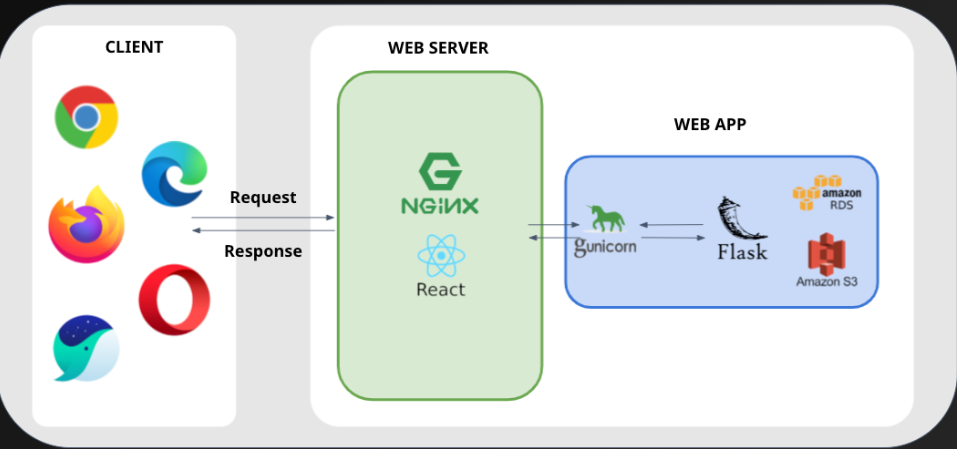 CLIENT
WEB SERVER
WEB APP
Request
Response
NGiNX
React
gunicorn
Flask
amazon
RDS
Amazon S3